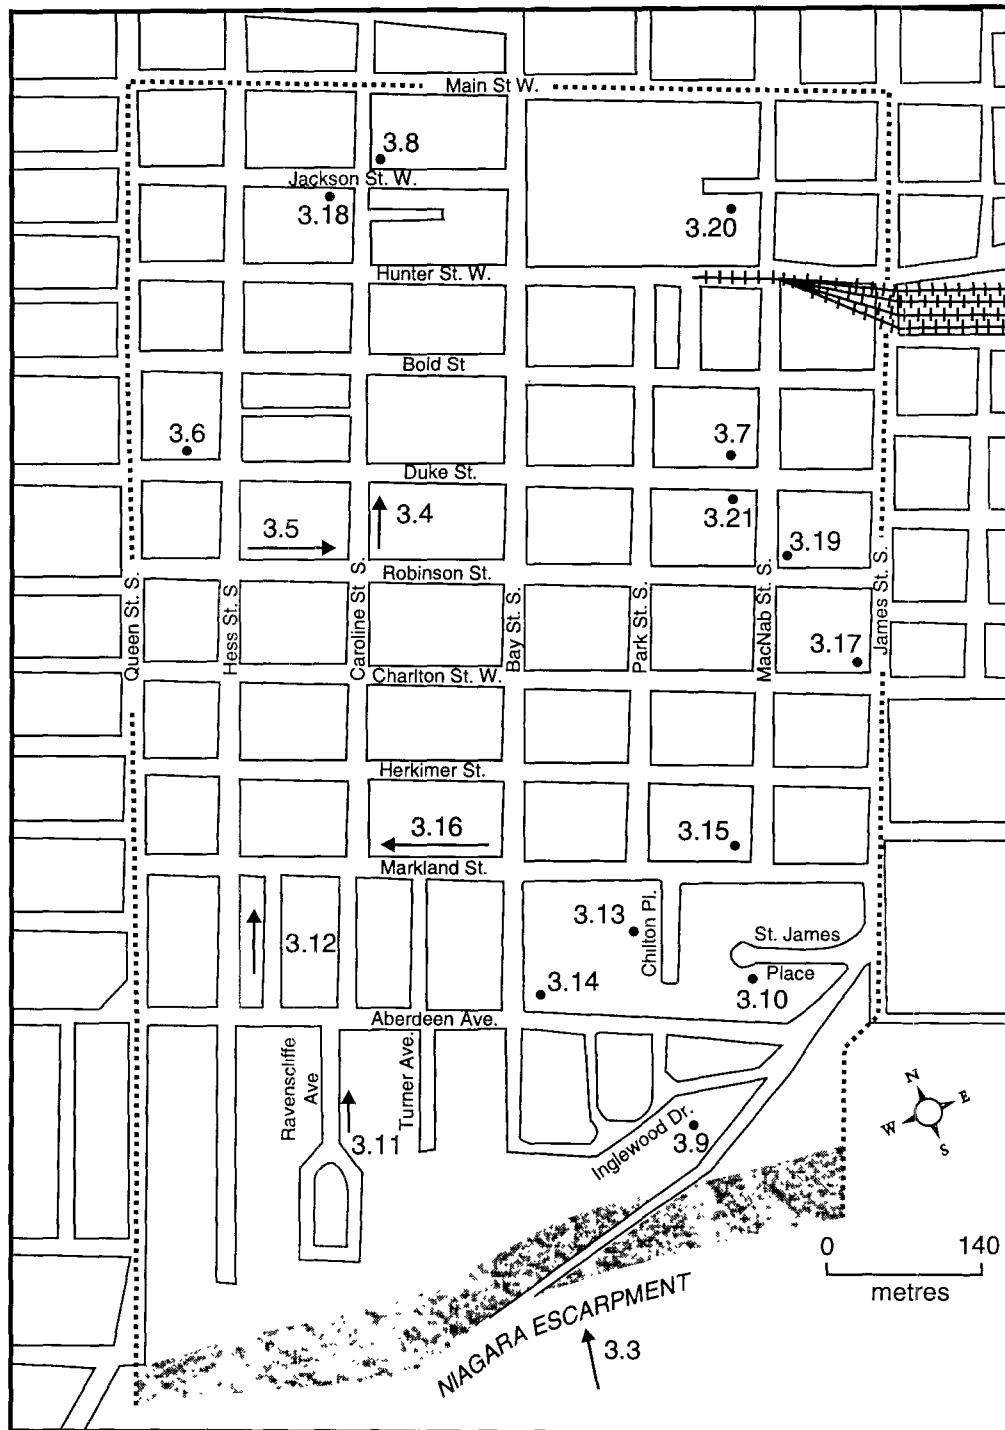 Main St W.
3.8
Jackson St. W.
3.18
3.20
Hunter St. W.
Bold St
3.6
3.7
Duke St.
3.5
3.4
3.21
3.19
Robinson St.
Queen St. S.
Hess St. S.
Caroline St S.
Bay St. S.
Park St. S.
MacNab St. S.
James St. S.
3.17
Charlton St. W.
Herkimer St.
3.16
3.15
Markland St.
3.13
Chilton Pl.
St. James
Place
3.12
3.14
3.10
Aberdeen Ave.
Ravenscliffe
Ave
Turner Ave.
3.11
Inglewood Dr.
3.9
N
E
W
S
0 140
metres
NIAGARA ESCARPMENT
3.3